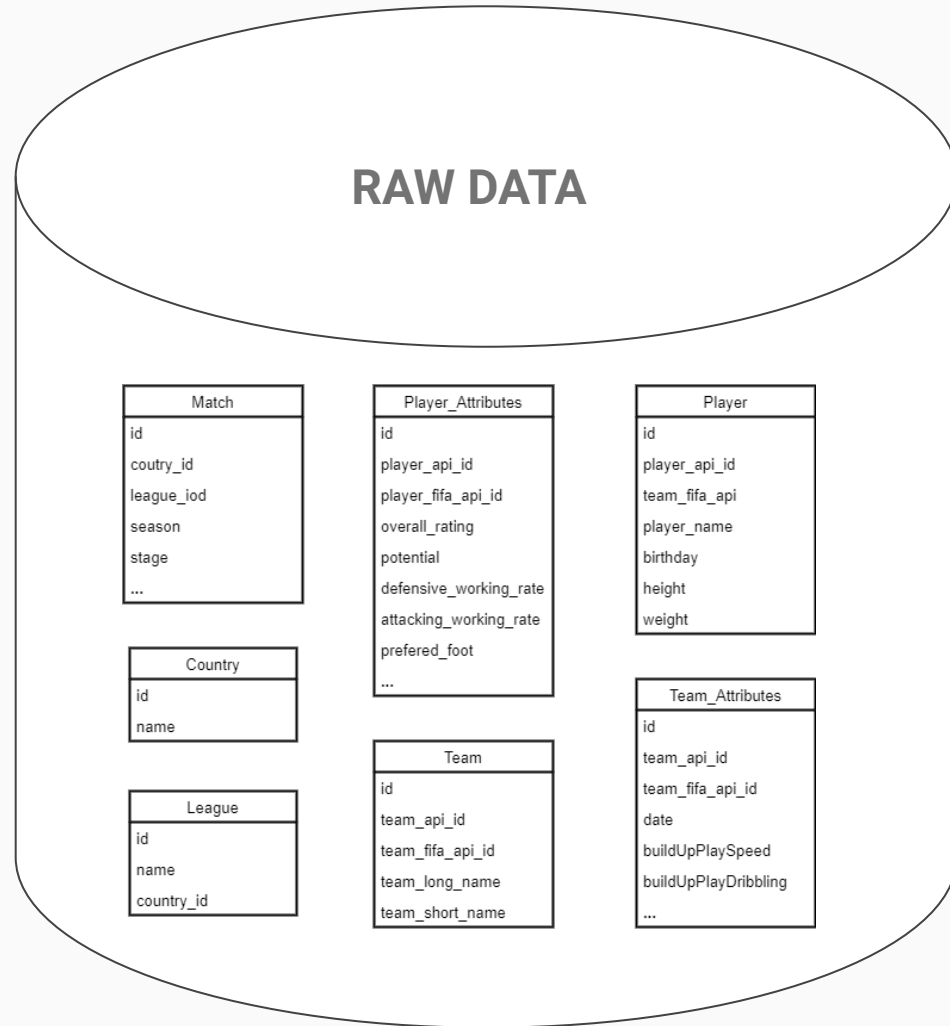 RAW DATA
Match
id
coutry_id
league_iod
season
stage
...
Country
id
name
League
id
name
country_id
Player_Attributes
id
player_api_id
player_fifa_api_id
overall_rating
potential
defensive_working_rate
attacking_working_rate
prefered_foot
...
Team
id
team_api_id
team_fifa_api_id
team_long_name
team_short_name
Player
id
player_api_id
team_fifa_api
player_name
birthday
height
weight
Team_Attributes
id
team_api_id
team_fifa_api_id
date
buildUpPlaySpeed
buildUpPlayDribbling
...